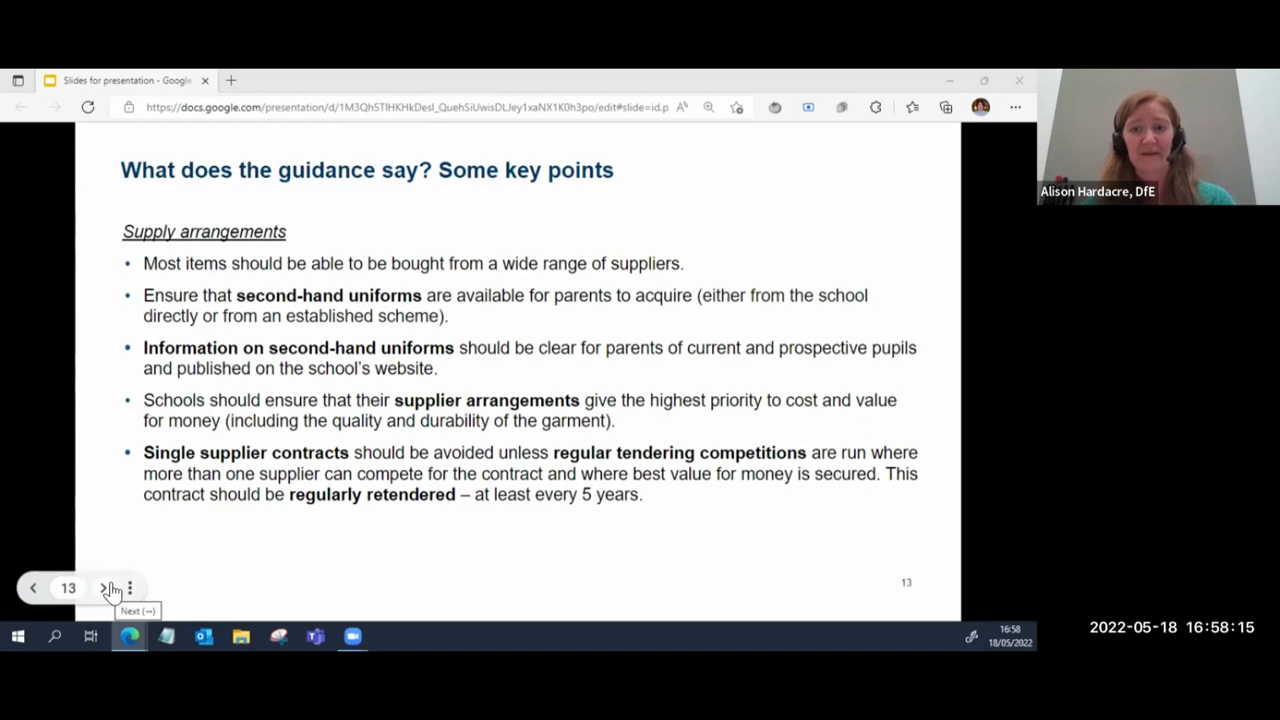 Slides for presentation - Google
https://docs.google.com/presentation/d/1M3Qh5TlHKHkDesl_QuehSiUwisDLJey1xaNX1K0h3po/edit#slide=id.p
What does the guidance say? Some key points
Alison Hardacre, DfE
Supply arrangements
• Most items should be able to be bought from a wide range of suppliers.
• Ensure that second-hand uniforms are available for parents to acquire (either from the school
directly or from an established scheme).
• Information on second-hand uniforms should be clear for parents of current and prospective pupils
and published on the school's website.
• Schools should ensure that their supplier arrangements give the highest priority to cost and value
for money (including the quality and durability of the garment).
• Single supplier contracts should be avoided unless regular tendering competitions are run where
more than one supplier can compete for the contract and where best value for money is secured. This
contract should be regularly retendered – at least every 5 years.
13
13
Next (→)
16:58
18/05/2022
2022-05-18 16:58:15